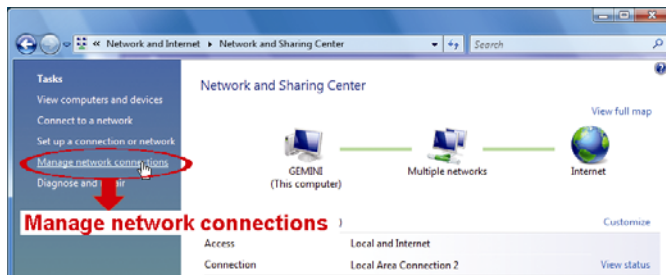 « Network and Internet ▸ Network and Sharing Center
Search
Tasks
View computers and devices
Connect to a network
Set up a connection or network
Manage network connections
Diagnose and
Network and Sharing Center
View full map
GEMINI
(This computer)
Multiple networks
Internet
Manage network connections
)
Customize
Access
Local and Internet
Connection
Local Area Connection 2
View status